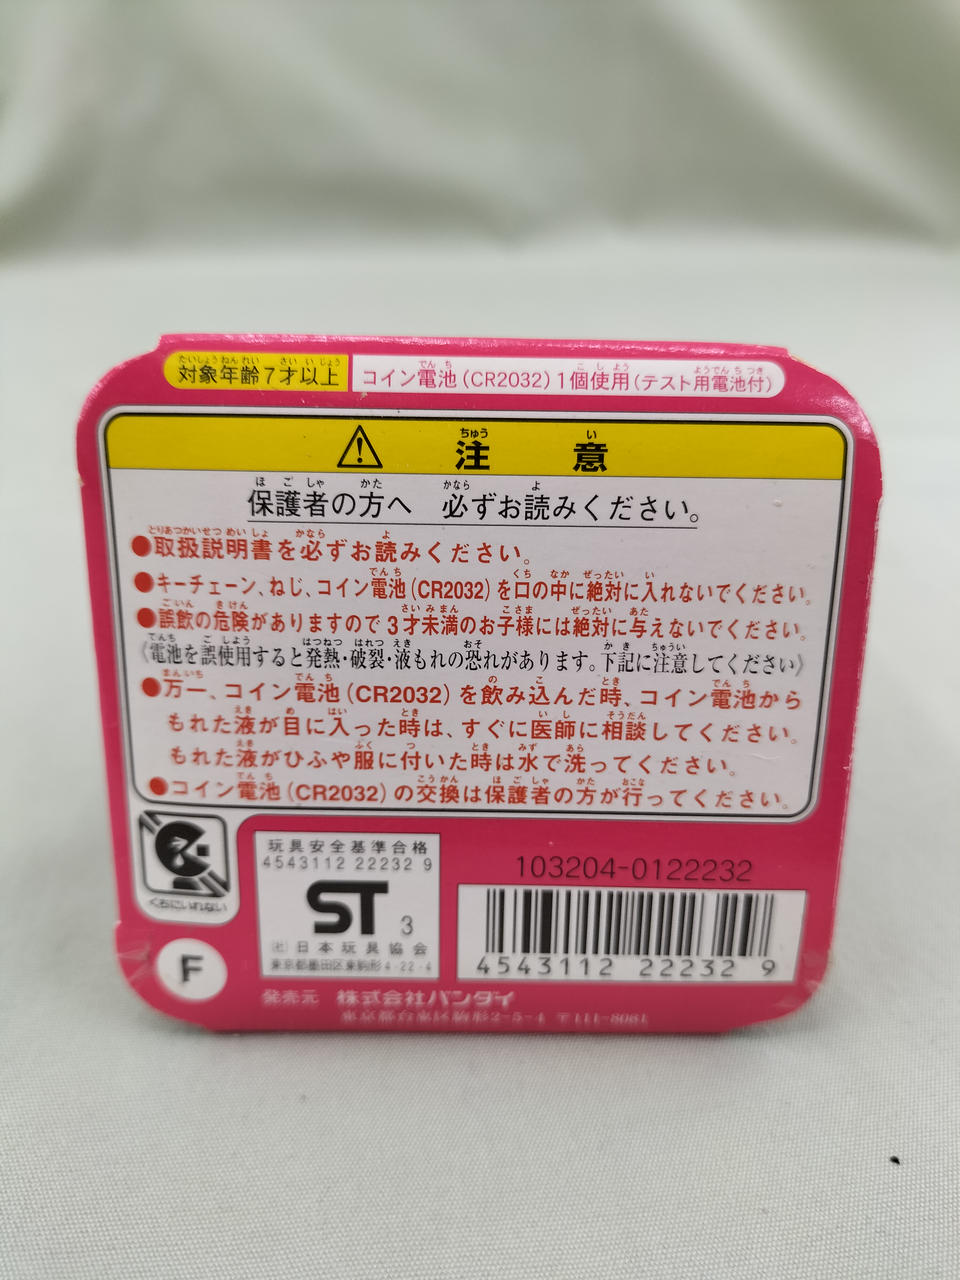 対象年齢7才以上
コイン電池(CR2032)1個使用(テスト用電池付)
注意
保護者の方へ 必ずお読みください。
●取扱説明書を必ずお読みください。
●キーチェーン、ねじ、コイン電池(CR2032)を口の中に絶対に入れないでください。
●誤飲の危険がありますので3才未満のお子様には絶対に与えないでください。
《電池を誤使用すると発熱・破裂・液もれの恐れがあります。下記に注意してください》
●万一、コイン電池(CR2032)を飲み込んだ時、コイン電池から
もれた液が目に入った時は、すぐに医師に相談してください。
もれた液がひふや服に付いた時は水で洗ってください。
●コイン電池(CR2032)の交換は保護者の方が行ってください。
くちにいれない
F
玩具安全基準合格
4543112 22232 9
ST 3
(社)日本玩具協会
東京都墨田区東駒形4-22-4
103204-0122232
4543112 22232 9
発売元 株式会社バンダイ